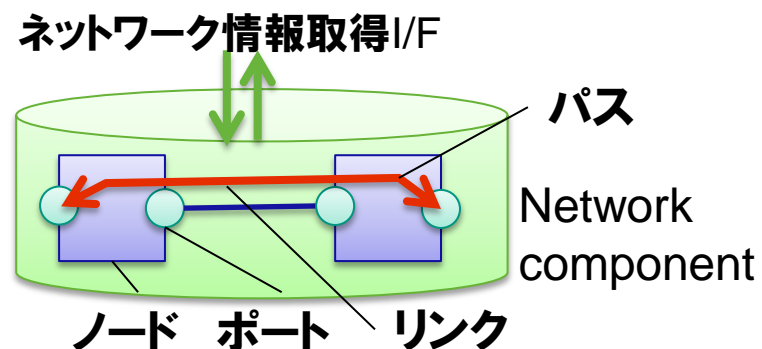 ネットワーク情報取得I/F
パス
Network
component
ノード ポート リンク